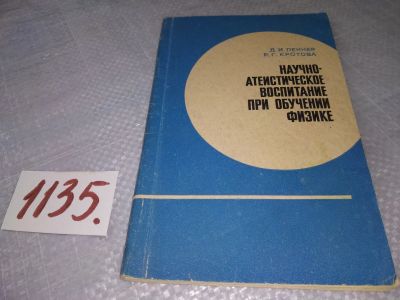 Д. И. ПЕННЕР
Е. Г. КРОТОВА
НАУЧНО-
АТЕИСТИЧЕСКОЕ
ВОСПИТАНИЕ
ПРИ ОБУЧЕНИИ
ФИЗИКЕ
1135.